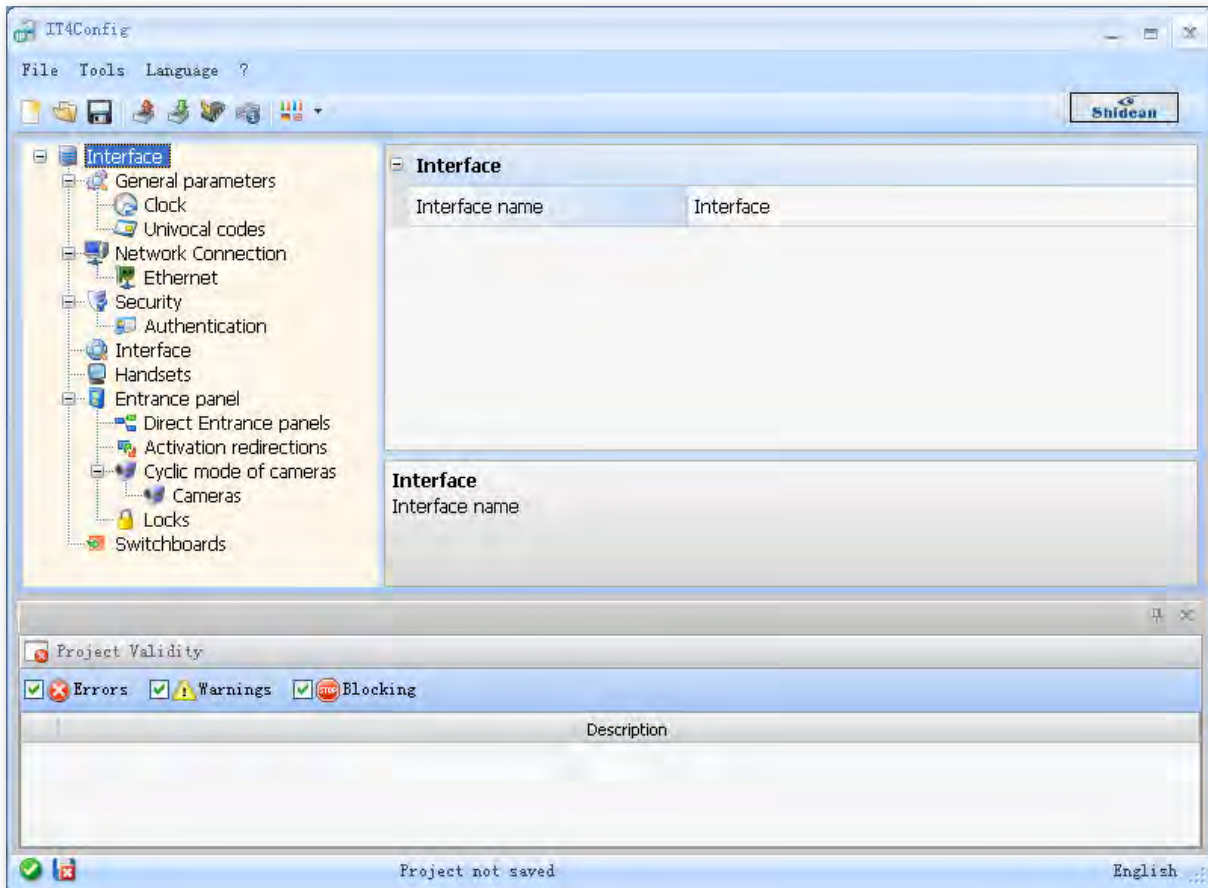 IT4Config
File Tools Language ?
Shidean
Interface
General parameters
Clock
Univocal codes
Network Connection
Ethernet
Security
Authentication
Interface
Handsets
Entrance panel
Direct Entrance panels
Activation redirections
Cyclic mode of cameras
Cameras
Locks
Switchboards
Interface
Interface name Interface
Interface
Interface name
Project Validity
Errors Warnings STOP Blocking
Description
Project not saved English